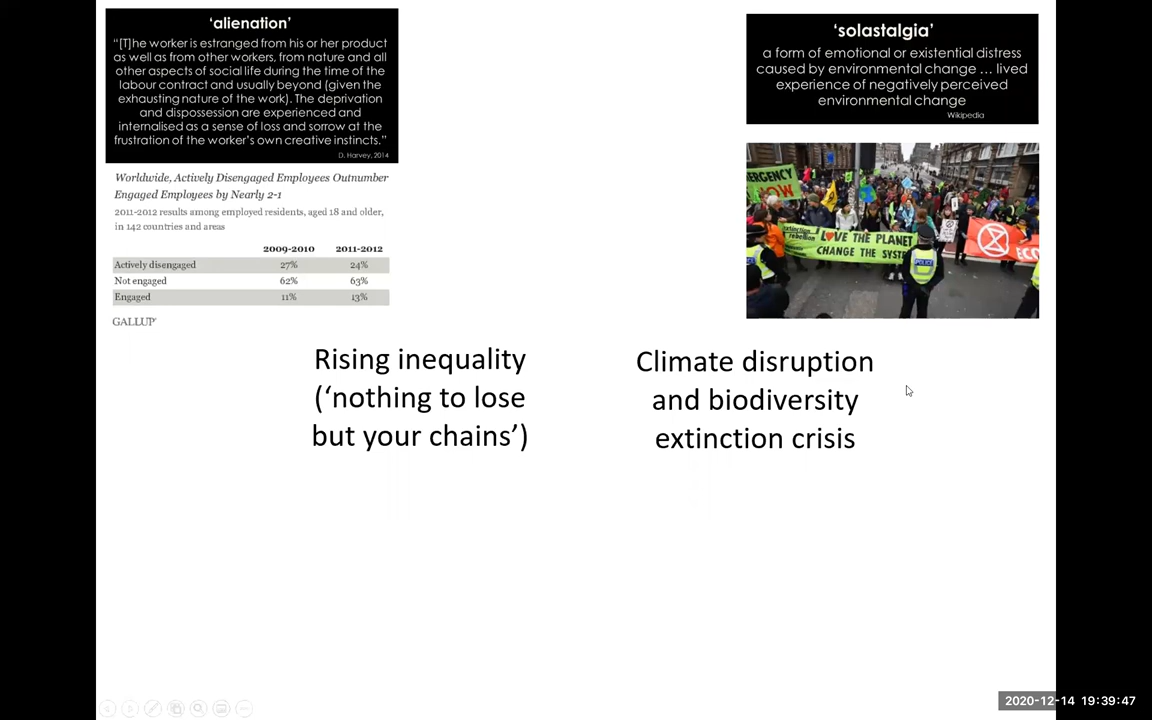 ‘alienation’
“[T]he worker is estranged from his or her product
as well as from other workers, from nature and all
other aspects of social life during the time of the
labour contract and usually beyond (given the
exhausting nature of the work). The deprivation
and dispossession are experienced and
internalised as a sense of loss and sorrow at the
frustration of the worker’s own creative instincts.”
D. Harvey, 2014
Worldwide, Actively Disengaged Employees Outnumber
Engaged Employees by Nearly 2-1
2011-2012 results among employed residents, aged 18 and older,
in 142 countries and areas
2009-2010 2011-2012
Actively disengaged 27% 24%
Not engaged 62% 63%
Engaged 11% 13%
GALLUP
‘solastalgia’
a form of emotional or existential distress
caused by environmental change … lived
experience of negatively perceived
environmental change
Wikipedia
NOW
extinction
rebellion
I LOVE THE PLANET
CHANGE THE
POLICE
Rising inequality
(‘nothing to lose
but your chains’)
Climate disruption
and biodiversity
extinction crisis
2020-12-14 19:39:47